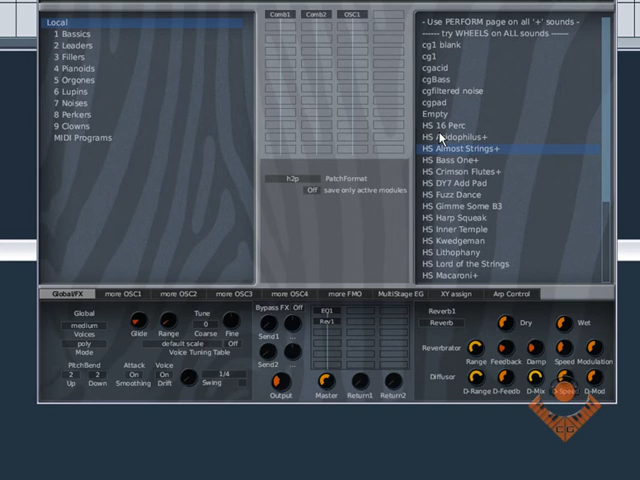 Local
1 Bassics
2 Leaders
3 Fillers
4 Pianoids
5 Orgones
6 Lupins
7 Noises
8 Perkers
9 Clowns
MIDI Programs
Comb1 Comb2 OSC1
h2p PatchFormat
Off save only active modules
- Use PERFORM page on all '+' sounds -
------ try WHEELS on ALL sounds ------
cg1 blank
cg1
cgacid
cgBass
cgfiltered noise
cgpad
Empty
HS 16 Perc
HS
HS Almost Strings+
HS Bass One+
HS Crimson Flutes+
HS DY7 Add Pad
HS Fuzz Dance
HS Gimme Some B3
HS Harp Squeak
HS Inner Temple
HS Kwedgeman
HS Lithophany
HS Lord of the Strings
HS Macaroni+
Global/FX more OSC1 more OSC2 more OSC3 more OSC4 more FMO MultiStage EG XY assign Arp Control
Global
medium
Voices
poly
Mode
PitchBend
2 2
Up Down
Glide Range
Tune
0
Coarse Fine
default scale Off
Voice Tuning Table
Attack Voice
On On
Smoothing Drift
1/4
Swing
Bypass FX Off
Send1 ...
Send2 ...
Output
EQ1
Rev1
Master Return1 Return2
Reverb1
Reverb
Dry Wet
Reverbrator
Range Feedback Damp Speed Modulation
Diffusor
D-Range D-Feedb D-Mix D-Speed D-Mod
CG